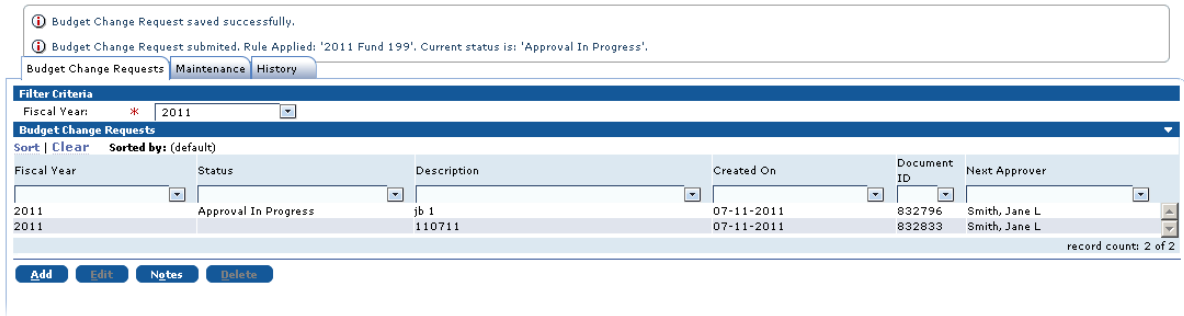 Budget Change Request saved successfully.
Budget Change Request submited. Rule Applied: '2011 Fund 199'. Current status is: 'Approval In Progress'.
Budget Change Requests Maintenance History
Filter Criteria
Fiscal Year: * 2011
Budget Change Requests
Sort | Clear Sorted by: (default)
Fiscal Year Status Description Created On Document ID Next Approver
2011 Approval In Progress jb 1 07-11-2011 832796 Smith, Jane L
2011 110711 07-11-2011 832833 Smith, Jane L
record count: 2 of 2
Add Edit Notes Delete